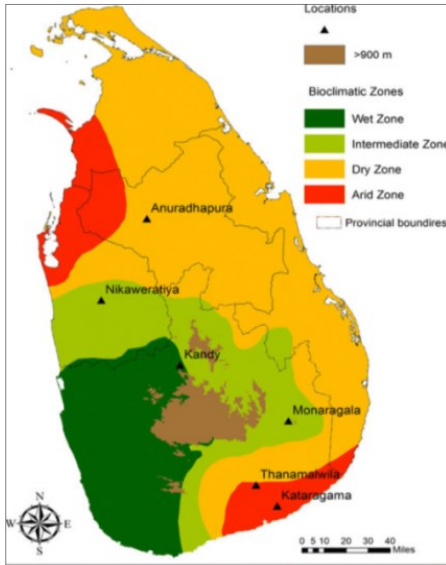 Locations
>900 m
Bioclimatic Zones
Wet Zone
Intermediate Zone
Dry Zone
Arid Zone
Provincial boundires
Anuradhapura
Nikaweratiya
Kandy
Monaragala
Thanamalwila
Kataragama
N
W E
S
0 5 10 20 30 40
Miles